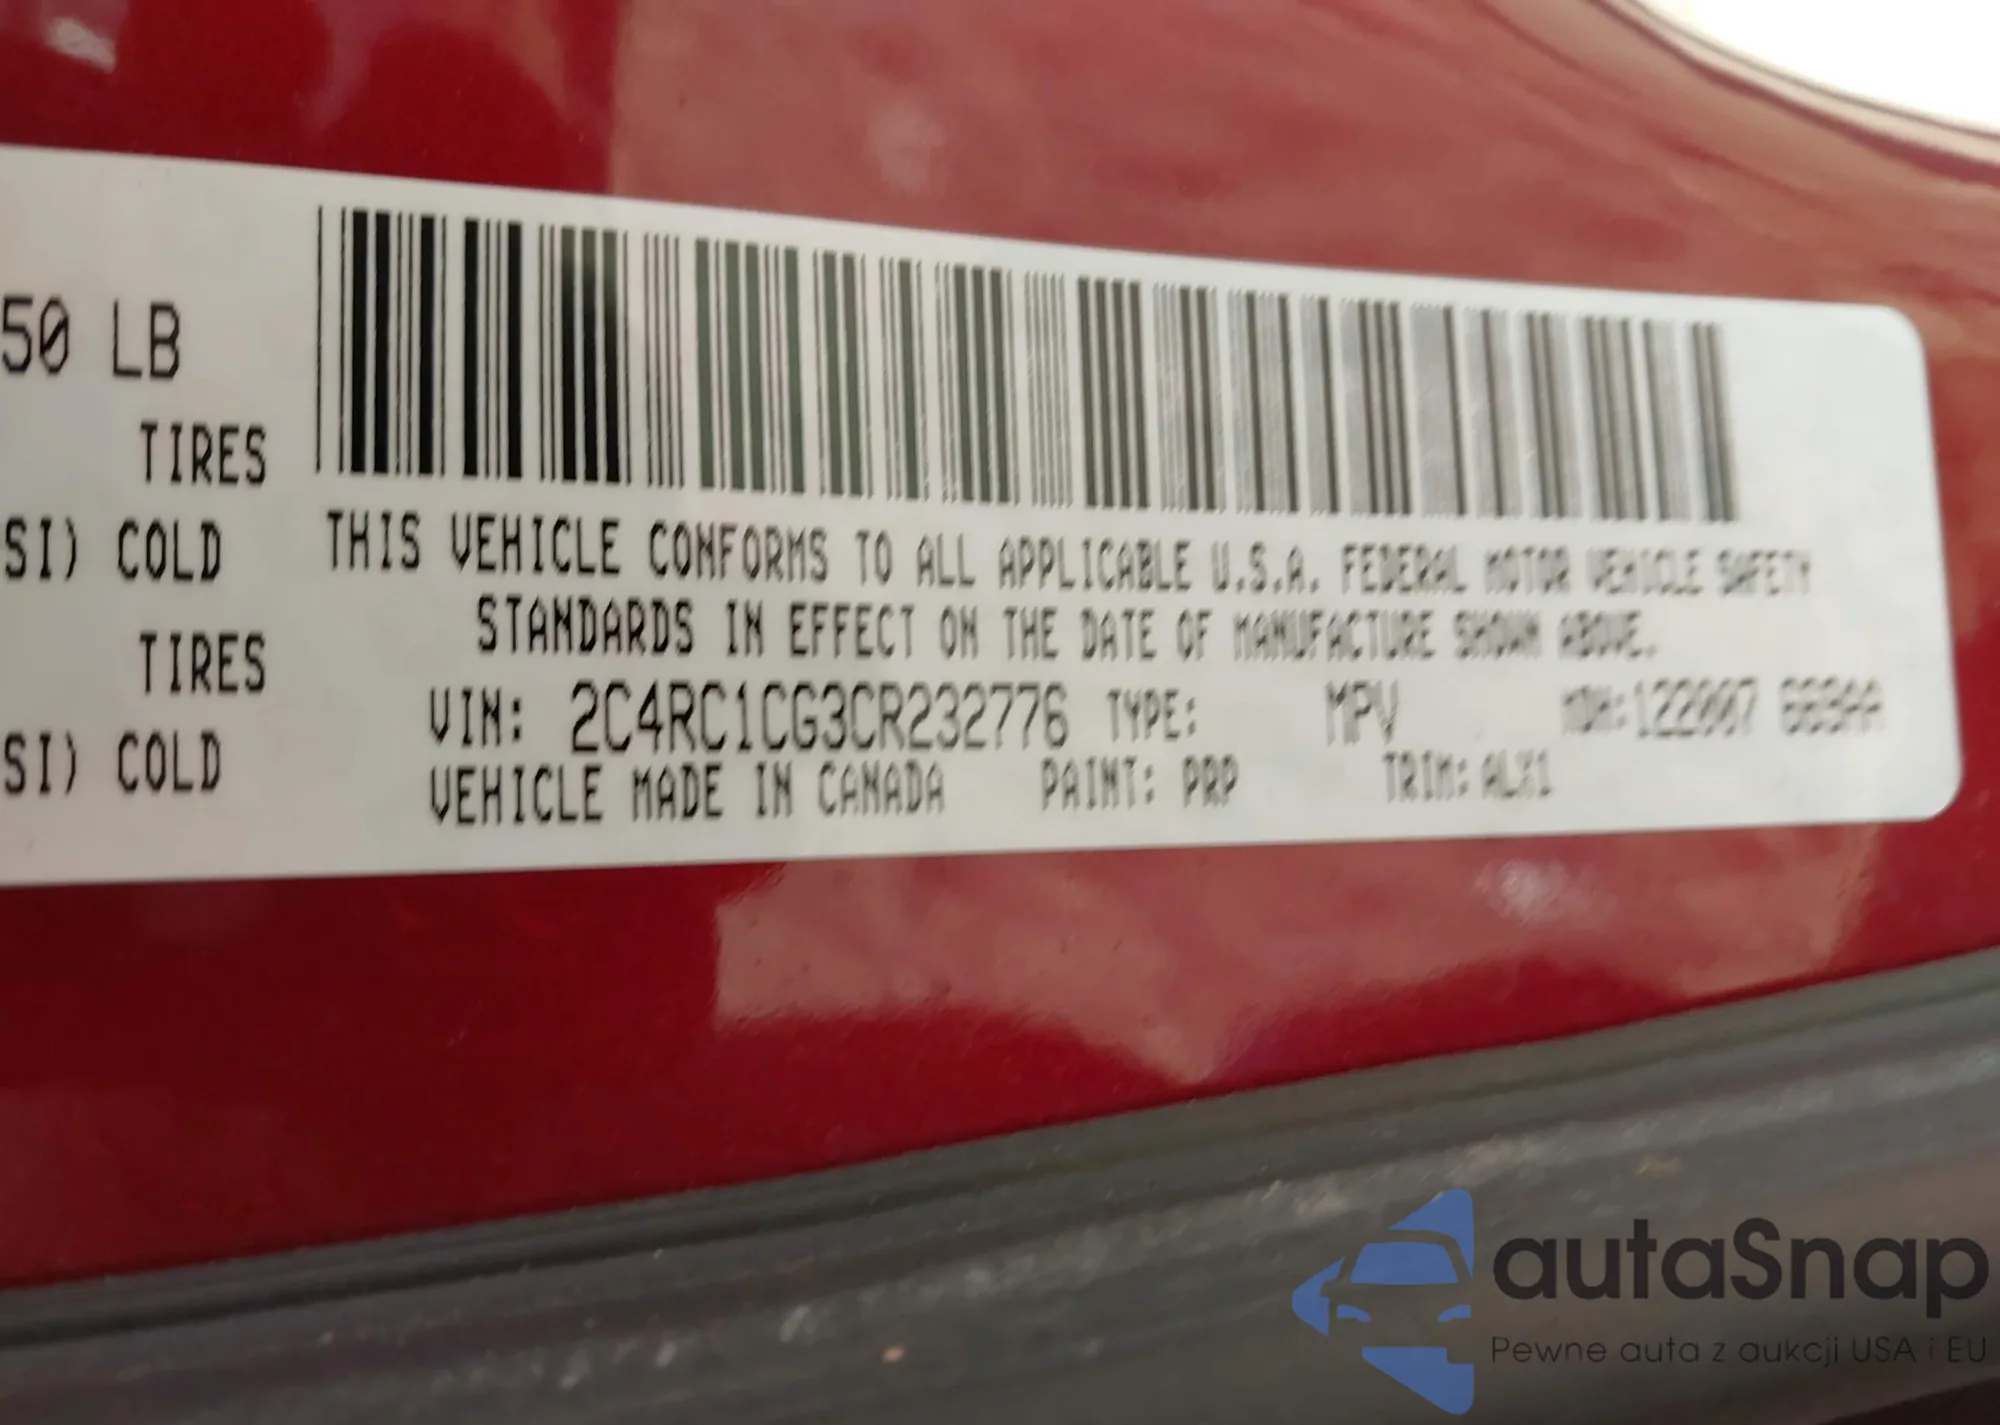 50 LB
TIRES
SI) COLD
TIRES
SI) COLD
THIS VEHICLE CONFORMS TO ALL APPLICABLE U.S.A. FEDERAL MOTOR VEHICLE SAFETY
STANDARDS IN EFFECT ON THE DATE OF MANUFACTURE SHOWN ABOVE.
VIN: 2C4RC1CG3CR232776 TYPE: MPV MDH:122007
VEHICLE MADE IN CANADA PAINT: PRP TRIM: ALX1
autaSnap
Pewne auta z aukcji USA i EU